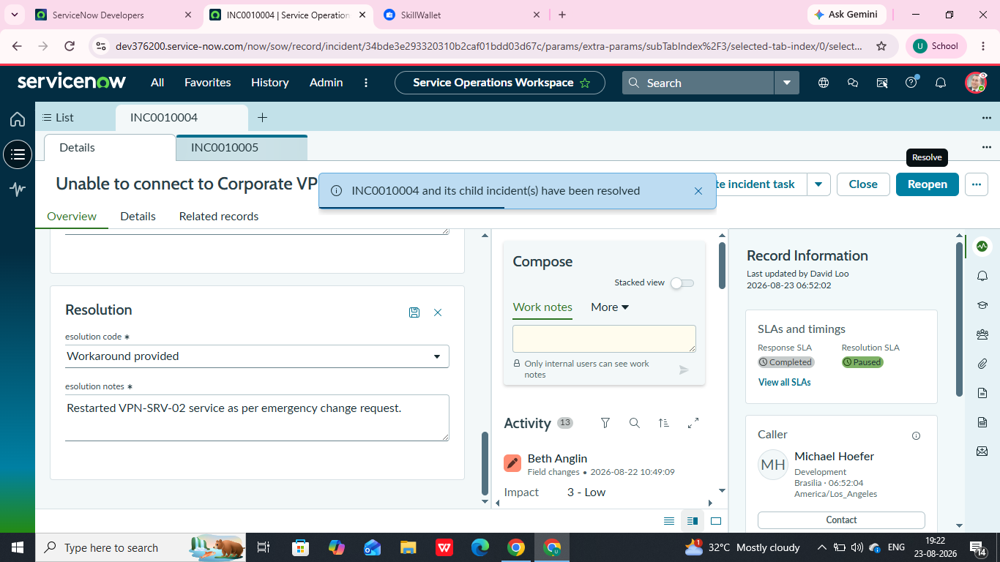 ServiceNow Developers
INC0010004 | Service Operation
SkillWallet
Ask Gemini
dev376200.service-now.com/now/sow/record/incident/34bde3e293320310b2caf01bdd03d67c/params/extra-params/subTabIndex%2F3/selected-tab-index/0/select...
U
School
servicenow
All
Favorites
History
Admin
Service Operations Workspace
Search
List
INC0010004
Details
INC0010005
Resolve
Unable to connect to Corporate VP
INC0010004 and its child incident(s) have been resolved
te incident task
Close
Reopen
Overview
Details
Related records
Resolution
esolution code *
Workaround provided
esolution notes *
Restarted VPN-SRV-02 service as per emergency change request.
Compose
Stacked view
Work notes
More
Only internal users can see work
notes
Activity
13
Beth Anglin
Field changes • 2026-08-22 10:49:09
Impact
3 - Low
Record Information
Last updated by David Loo
2026-08-23 06:52:02
SLAs and timings
Response SLA
Resolution SLA
Completed
Paused
View all SLAs
Caller
MH
Michael Hoefer
Development
Brasilia • 06:52:04
America/Los_Angeles
Contact
Type here to search
W
U
1
32°C Mostly cloudy
ENG
19:22
23-08-2026
14